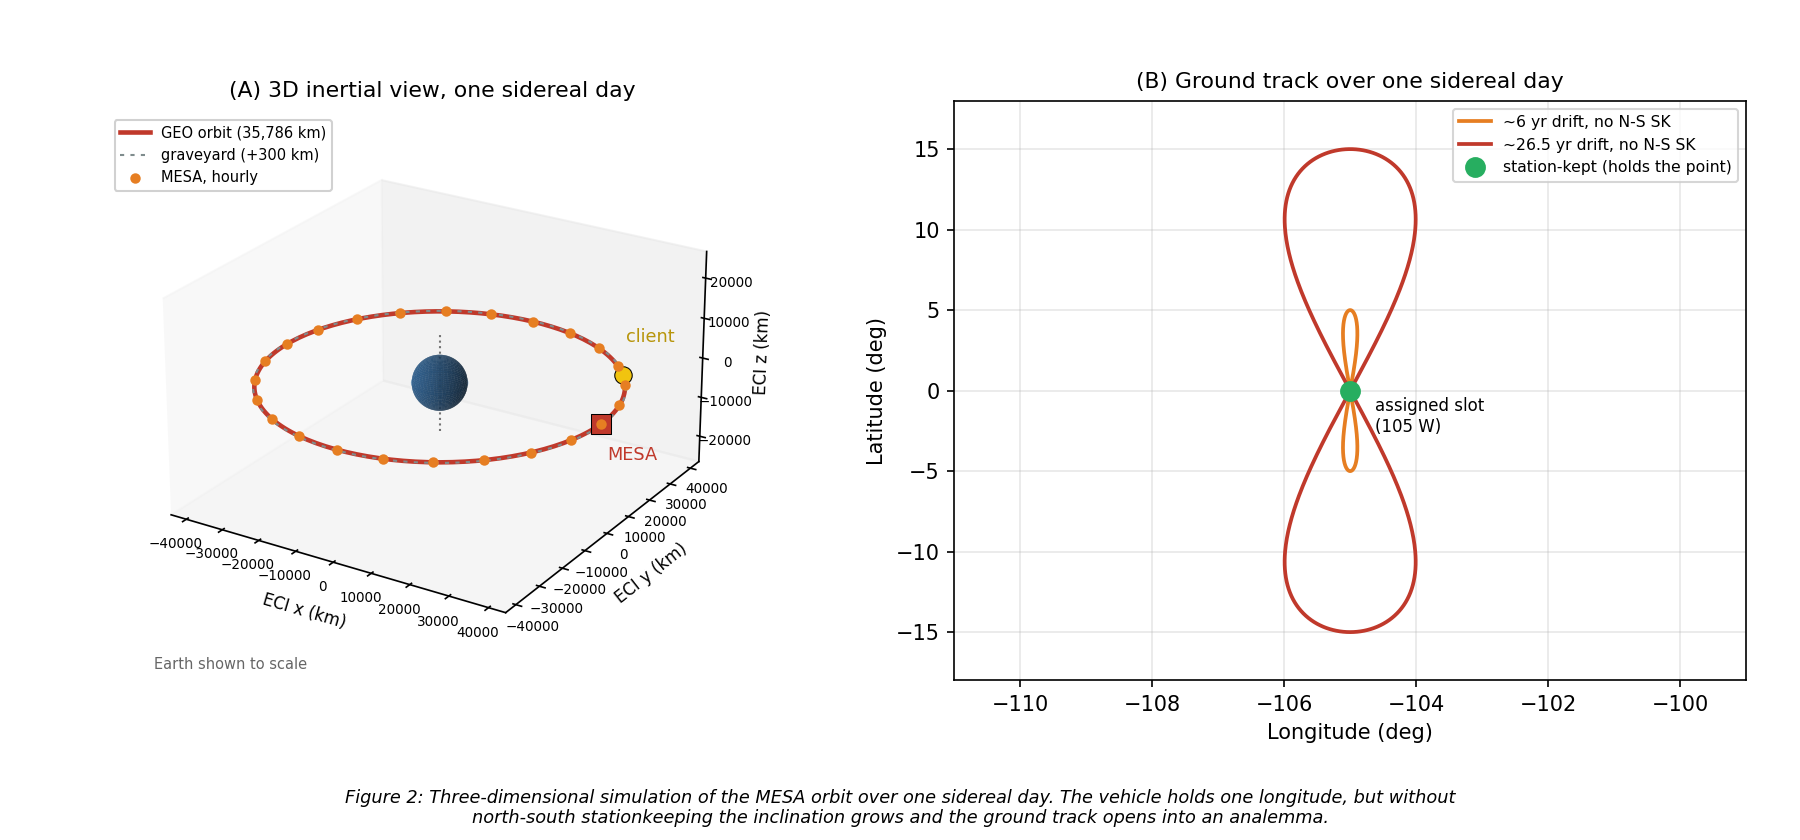 (A) 3D inertial view, one sidereal day
GEO orbit (35,786 km)
graveyard (+300 km)
MESA, hourly
client
MESA
20000
10000
0
−10000
−20000
ECI z (km)
−40000
−30000
−20000
−10000
0
10000
20000
30000
40000
ECI x (km)
−40000
−30000
−20000
−10000
0
10000
20000
30000
40000
ECI y (km)
Earth shown to scale
(B) Ground track over one sidereal day
~6 yr drift, no N-S SK
~26.5 yr drift, no N-S SK
station-kept (holds the point)
15
10
5
0
−5
−10
−15
Latitude (deg)
assigned slot
(105 W)
−110
−108
−106
−104
−102
−100
Longitude (deg)
Figure 2: Three-dimensional simulation of the MESA orbit over one sidereal day. The vehicle holds one longitude, but without
north-south stationkeeping the inclination grows and the ground track opens into an analemma.